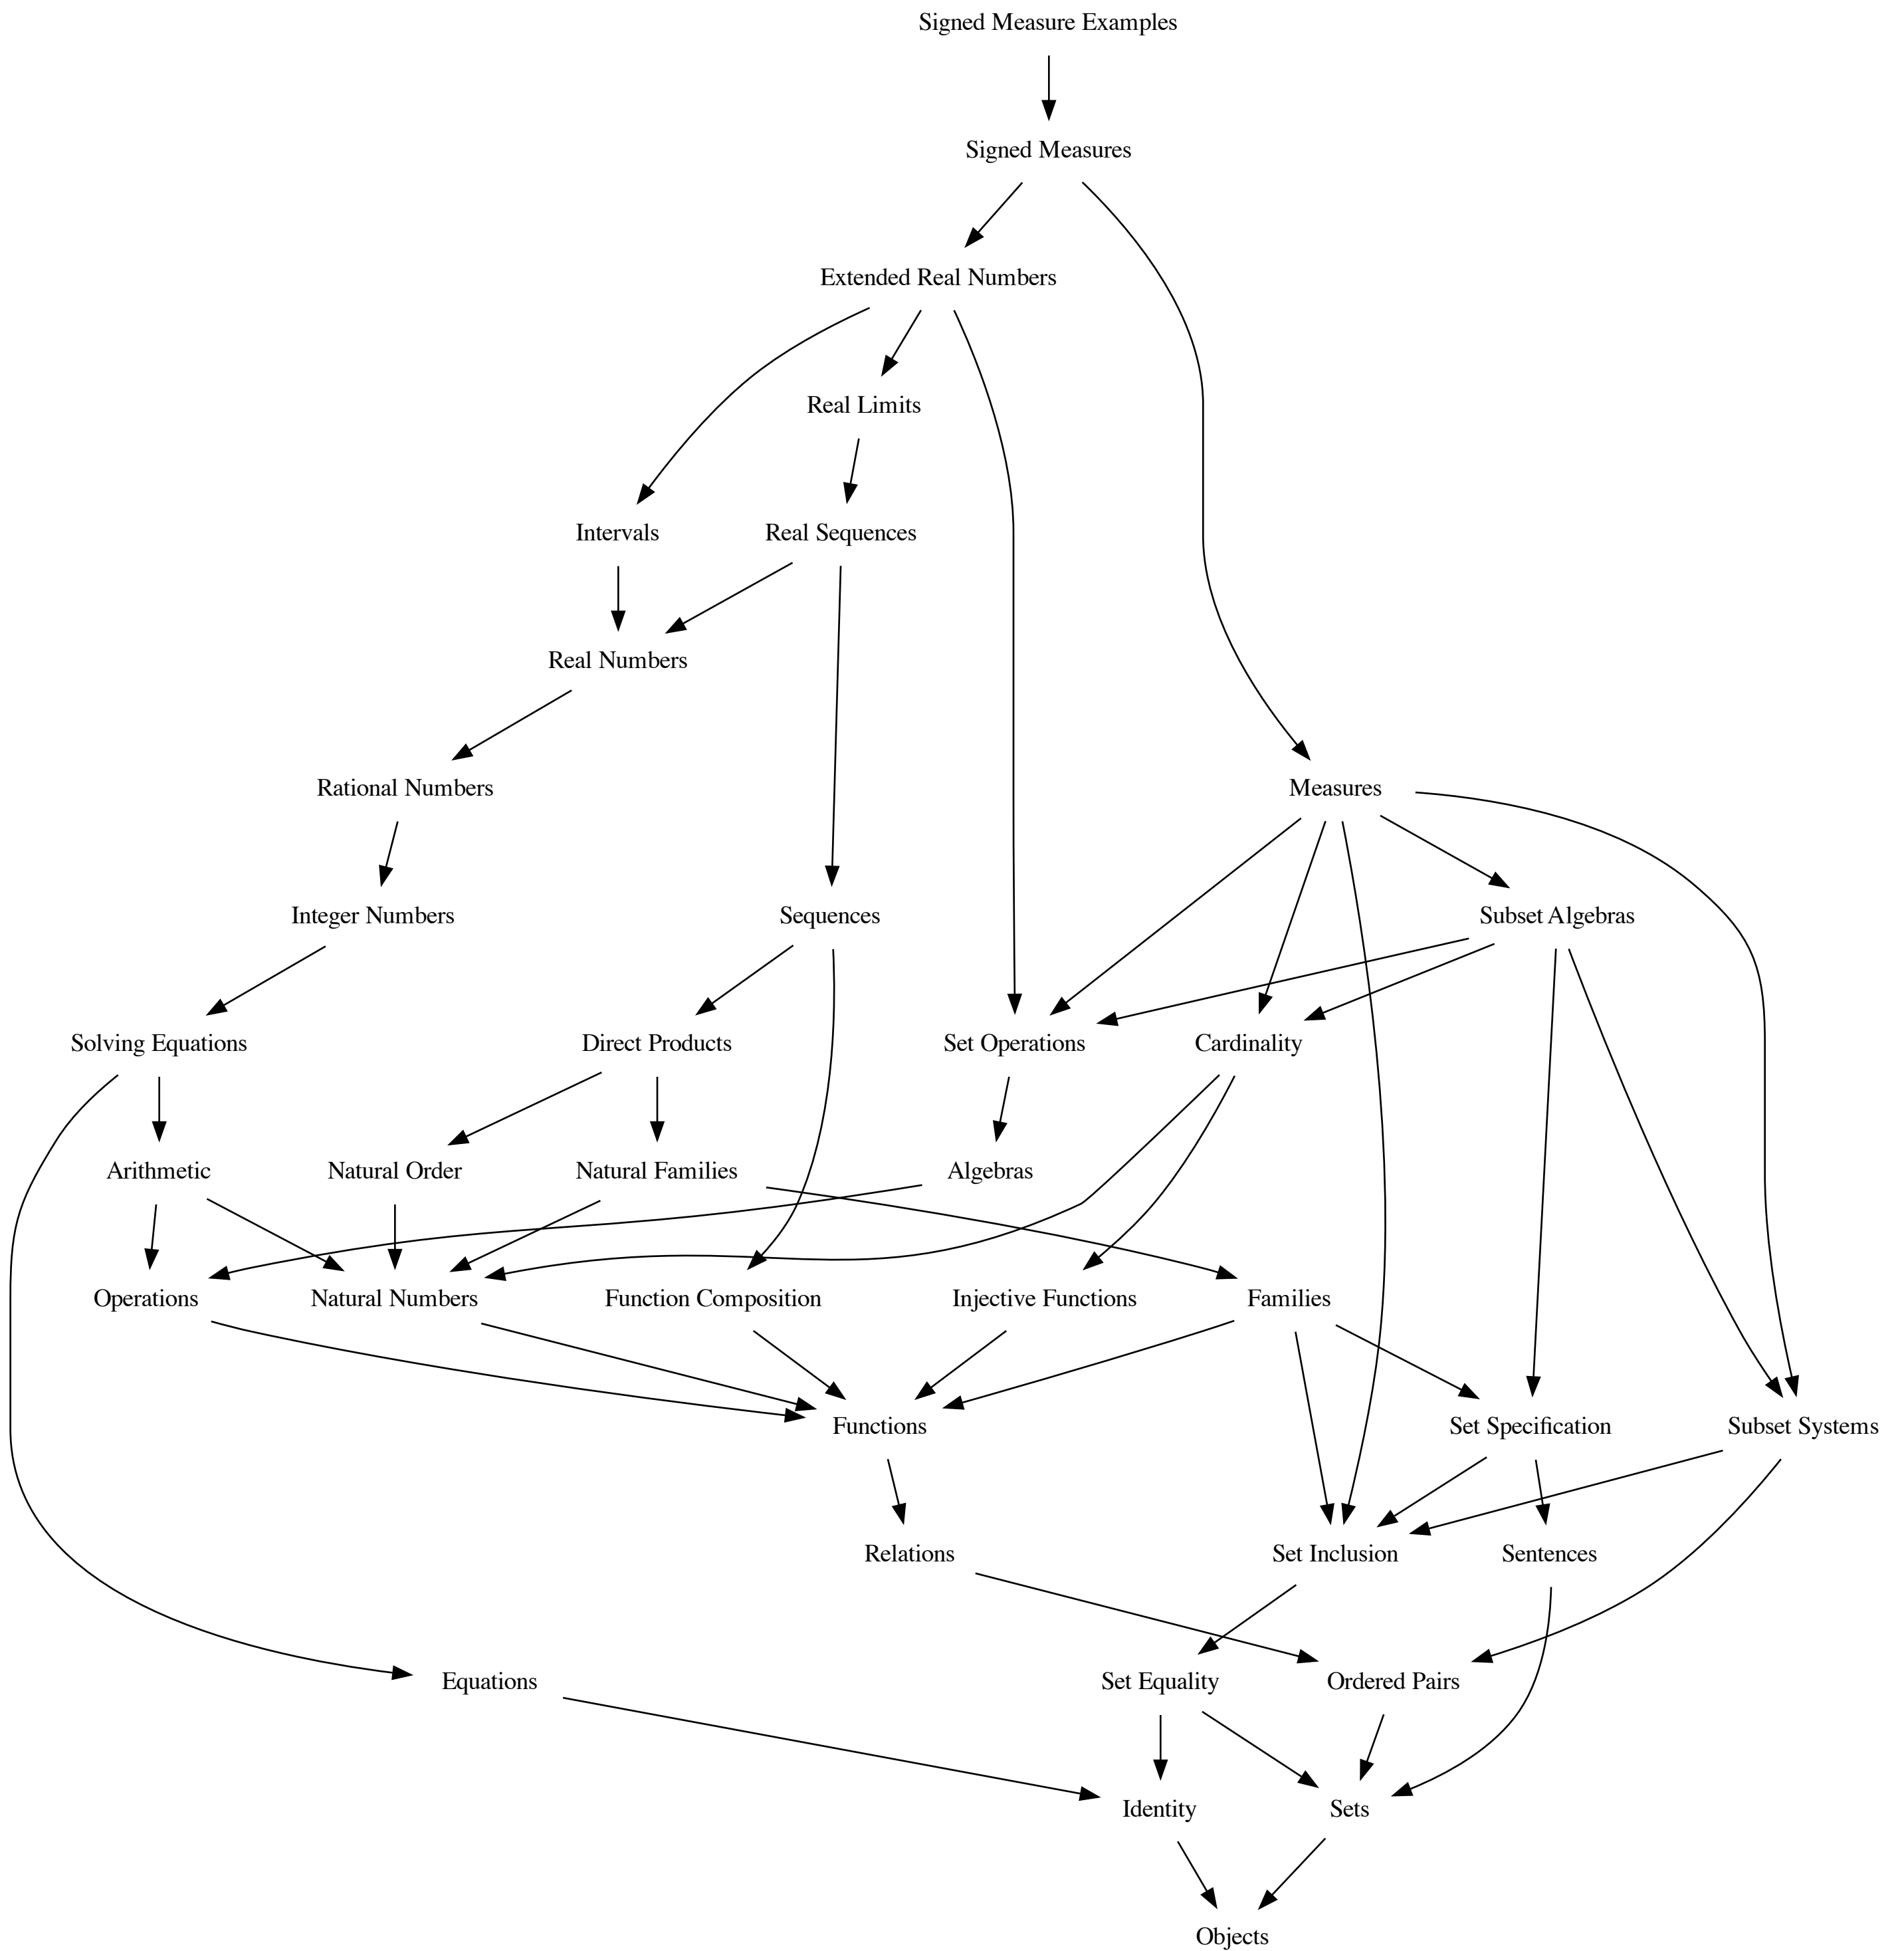 Signed Measure Examples
Signed Measures
Extended Real Numbers
Real Limits
Intervals
Real Sequences
Real Numbers
Rational Numbers
Measures
Integer Numbers
Sequences
Subset Algebras
Solving Equations
Direct Products
Set Operations
Cardinality
Arithmetic
Natural Order
Natural Families
Algebras
Operations
Natural Numbers
Function Composition
Injective Functions
Families
Functions
Set Specification
Subset Systems
Relations
Set Inclusion
Sentences
Equations
Set Equality
Ordered Pairs
Identity
Sets
Objects